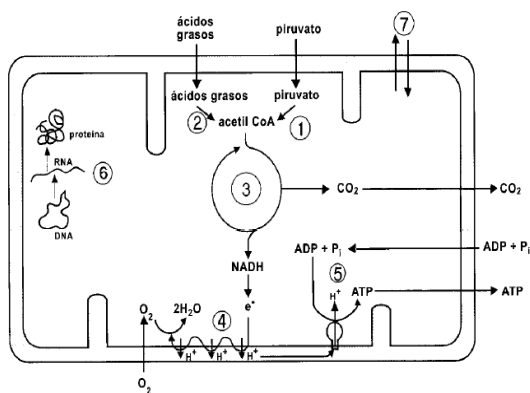 ácidos
grasos
piruvato
7
ácidos grasos
piruvato
2
acetil CoA
1
proteína
RNA
6
DNA
3
CO₂
CO₂
NADH
ADP + Pᵢ
ADP + Pᵢ
5
H⁺
ATP
ATP
O₂
2H₂O
4
e⁻
H⁺
H⁺
H⁺
O₂